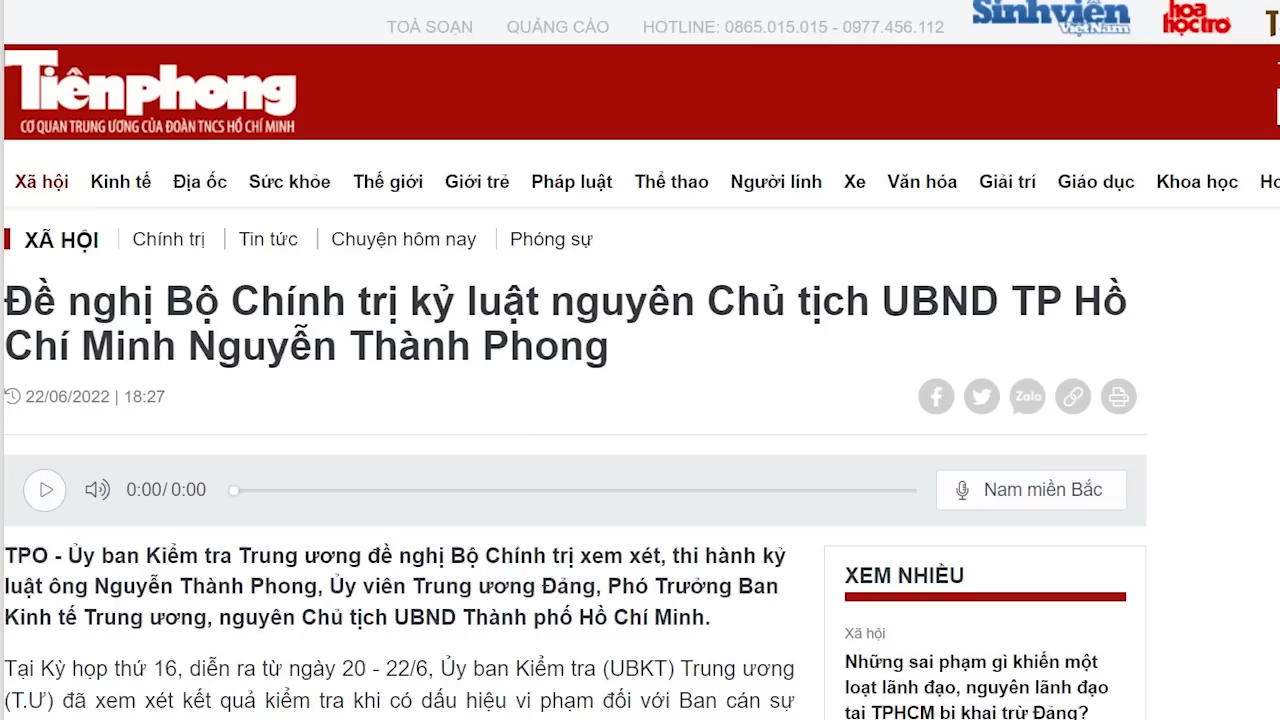 TOÀ SOẠN QUẢNG CÁO HOTLINE: 0865.015.015 - 0977.456.112
Sinhviên
Việt Nam
hoa
học trò
Tiênphong
CƠ QUAN TRUNG ƯƠNG CỦA ĐOÀN TNCS HỒ CHÍ MINH
Xã hội Kinh tế Địa ốc Sức khỏe Thế giới Giới trẻ Pháp luật Thể thao Người lính Xe Văn hóa Giải trí Giáo dục Khoa học
XÃ HỘI Chính trị Tin tức Chuyện hôm nay Phóng sự
Đề nghị Bộ Chính trị kỷ luật nguyên Chủ tịch UBND TP Hồ
Chí Minh Nguyễn Thành Phong
22/06/2022 | 18:27
Zalo
0:00/ 0:00
Nam miền Bắc
TPO - Ủy ban Kiểm tra Trung ương đề nghị Bộ Chính trị xem xét, thi hành kỷ
luật ông Nguyễn Thành Phong, Ủy viên Trung ương Đảng, Phó Trưởng Ban
Kinh tế Trung ương, nguyên Chủ tịch UBND Thành phố Hồ Chí Minh.
Tại Kỳ họp thứ 16, diễn ra từ ngày 20 - 22/6, Ủy ban Kiểm tra (UBKT) Trung ương
(T.Ư) đã xem xét kết quả kiểm tra khi có dấu hiệu vi phạm đối với Ban cán sự
XEM NHIỀU
Xã hội
Những sai phạm gì khiến một
loạt lãnh đạo, nguyên lãnh đạo
tại TPHCM bị khai trừ Đảng?